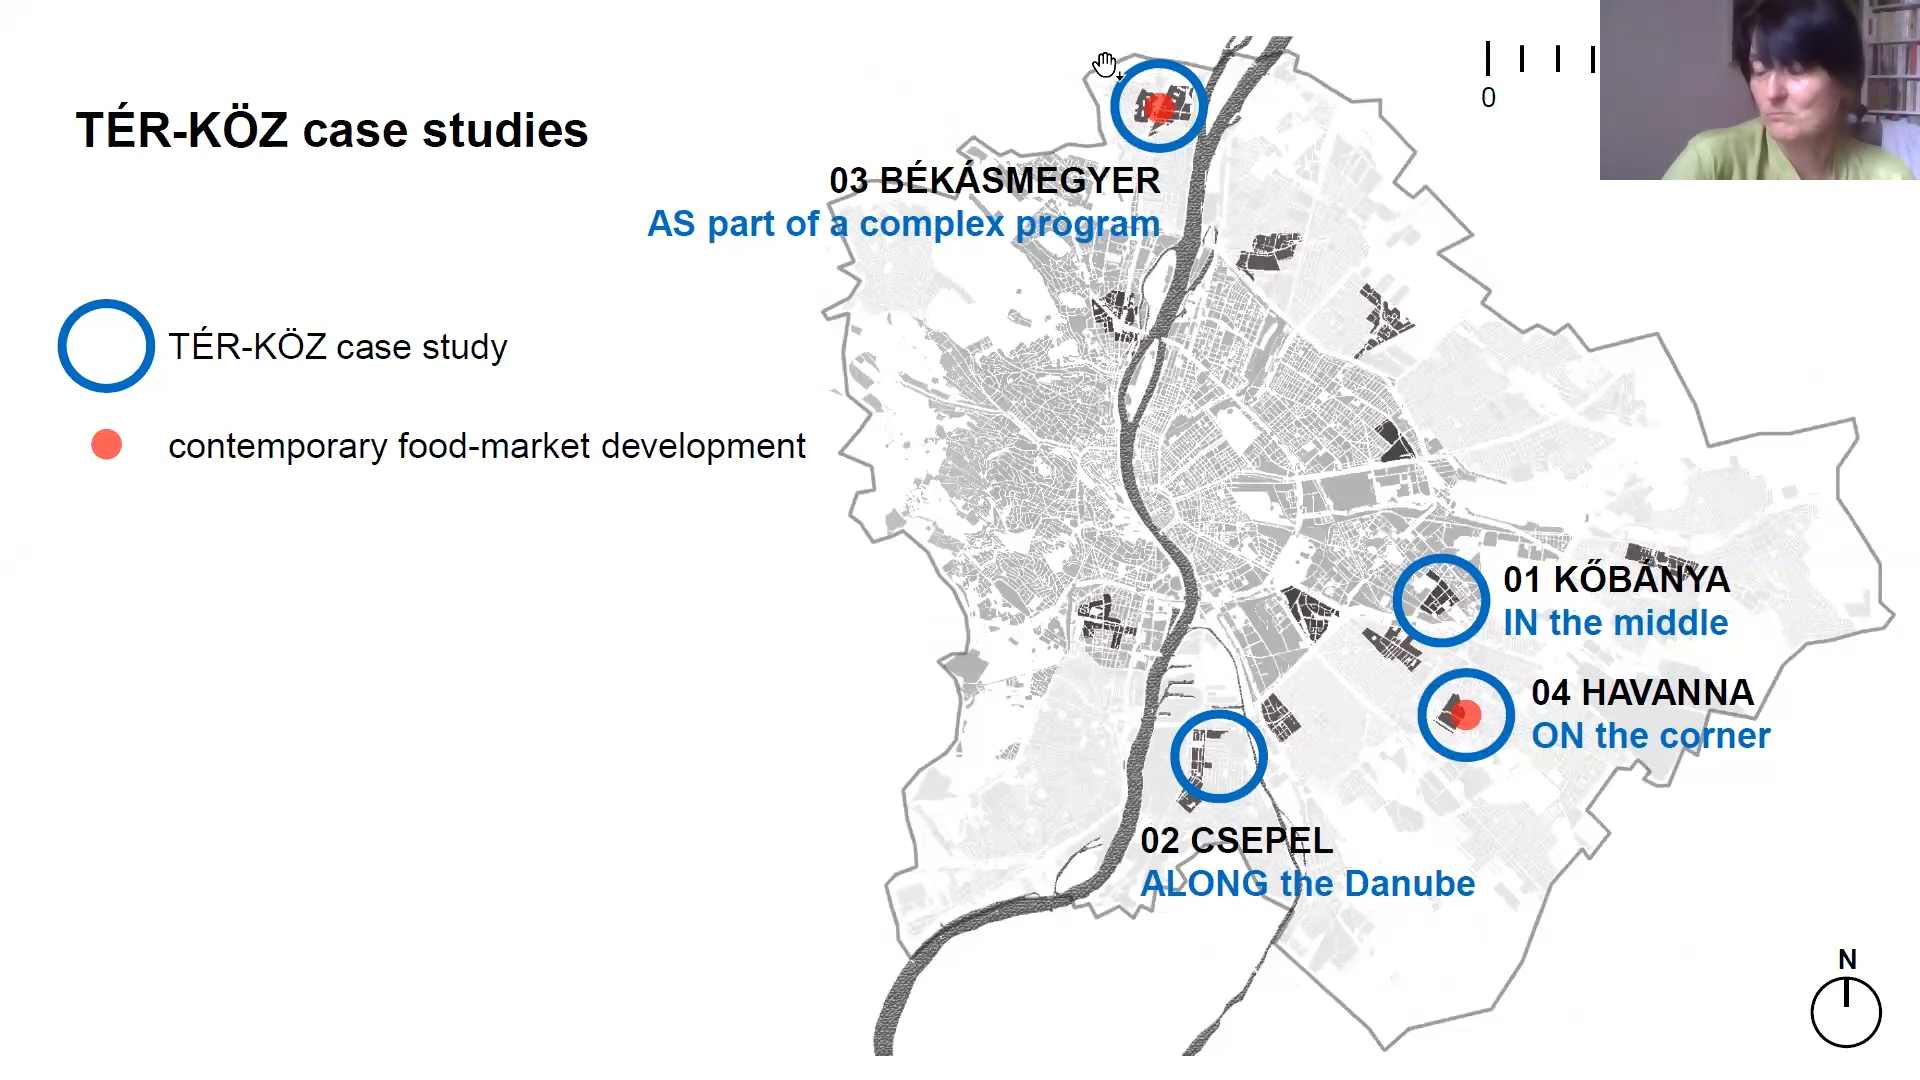 TÉR-KÖZ case studies
0
03 BÉKÁSMEGYER
AS part of a complex program
TÉR-KÖZ case study
contemporary food-market development
01 KŐBÁNYA
IN the middle
04 HAVANNA
ON the corner
02 CSEPEL
ALONG the Danube
N